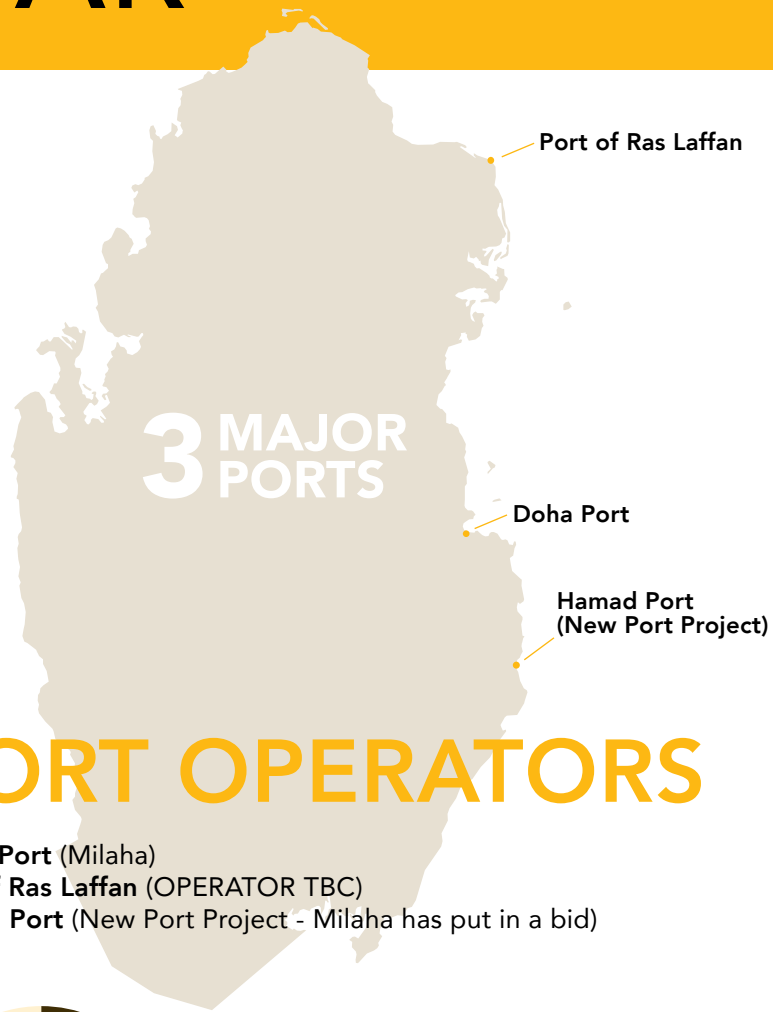 AR
Port of Ras Laffan
3 MAJOR
PORTS
Doha Port
Hamad Port
(New Port Project)
ORT OPERATORS
Port (Milaha)
Ras Laffan (OPERATOR TBC)
Port (New Port Project - Milaha has put in a bid)